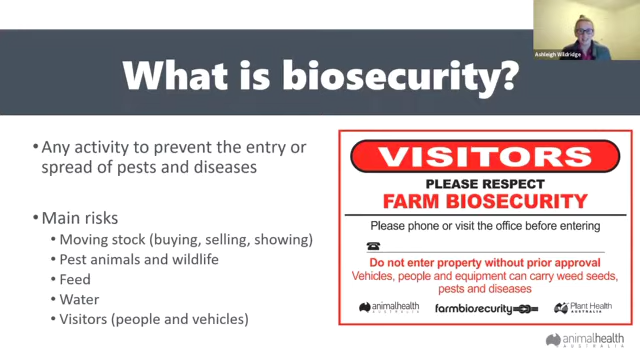 Ashleigh Wildridge
What is biosecurity?
• Any activity to prevent the entry or
spread of pests and diseases
• Main risks
• Moving stock (buying, selling, showing)
• Pest animals and wildlife
• Feed
• Water
• Visitors (people and vehicles)
VISITORS
PLEASE RESPECT
FARM BIOSECURITY
Please phone or visit the office before entering
Do not enter property without prior approval
Vehicles, people and equipment can carry weed seeds,
pests and diseases
animalhealth
AUSTRALIA
farmbiosecurity
Plant Health
AUSTRALIA
animalhealth
AUSTRALIA